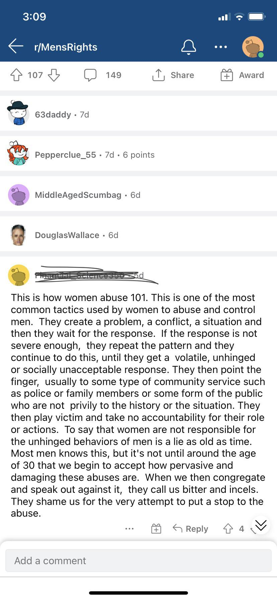 3:09
r/MensRights
107
149
Share
Award
63daddy • 7d
Pepperclue_55 • 7d • 6 points
MiddleAgedScumbag • 6d
DouglasWallace • 6d
This is how women abuse 101. This is one of the most
common tactics used by women to abuse and control
men.  They create a problem, a conflict, a situation and
then they wait for the response.  If the response is not
severe enough,  they repeat the pattern and they
continue to do this, until they get a  volatile, unhinged
or socially unacceptable response. They then point the
finger,  usually to some type of community service such
as police or family members or some form of the public
who are not  privily to the history or the situation. They
then play victim and take no accountability for their role
or actions.  To say that women are not responsible for
the unhinged behaviors of men is a lie as old as time.
Most men knows this, but it's not until around the age
of 30 that we begin to accept how pervasive and
damaging these abuses are.  When we then congregate
and speak out against it,  they call us bitter and incels.
They shame us for the very attempt to put a stop to the
abuse.
Reply
4
Add a comment